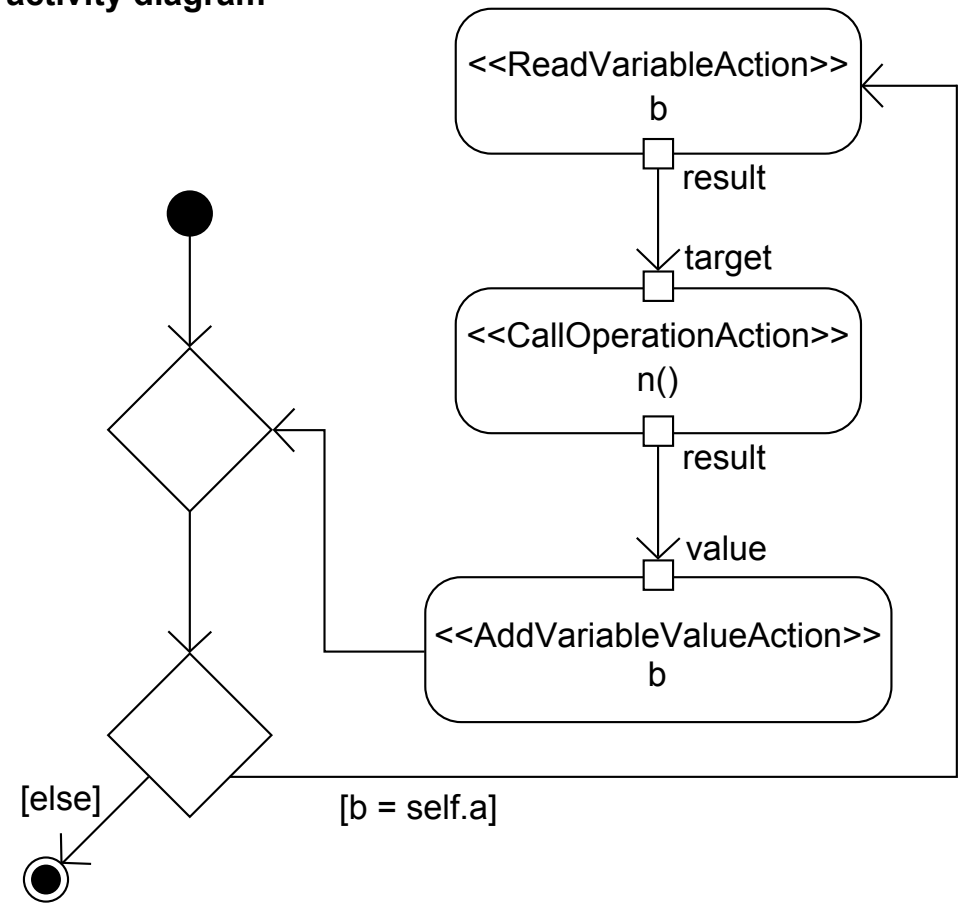 activity diagram
<<ReadVariableAction>>
b
result
target
<<CallOperationAction>>
n()
result
value
<<AddVariableValueAction>>
b
[else]
[b = self.a]